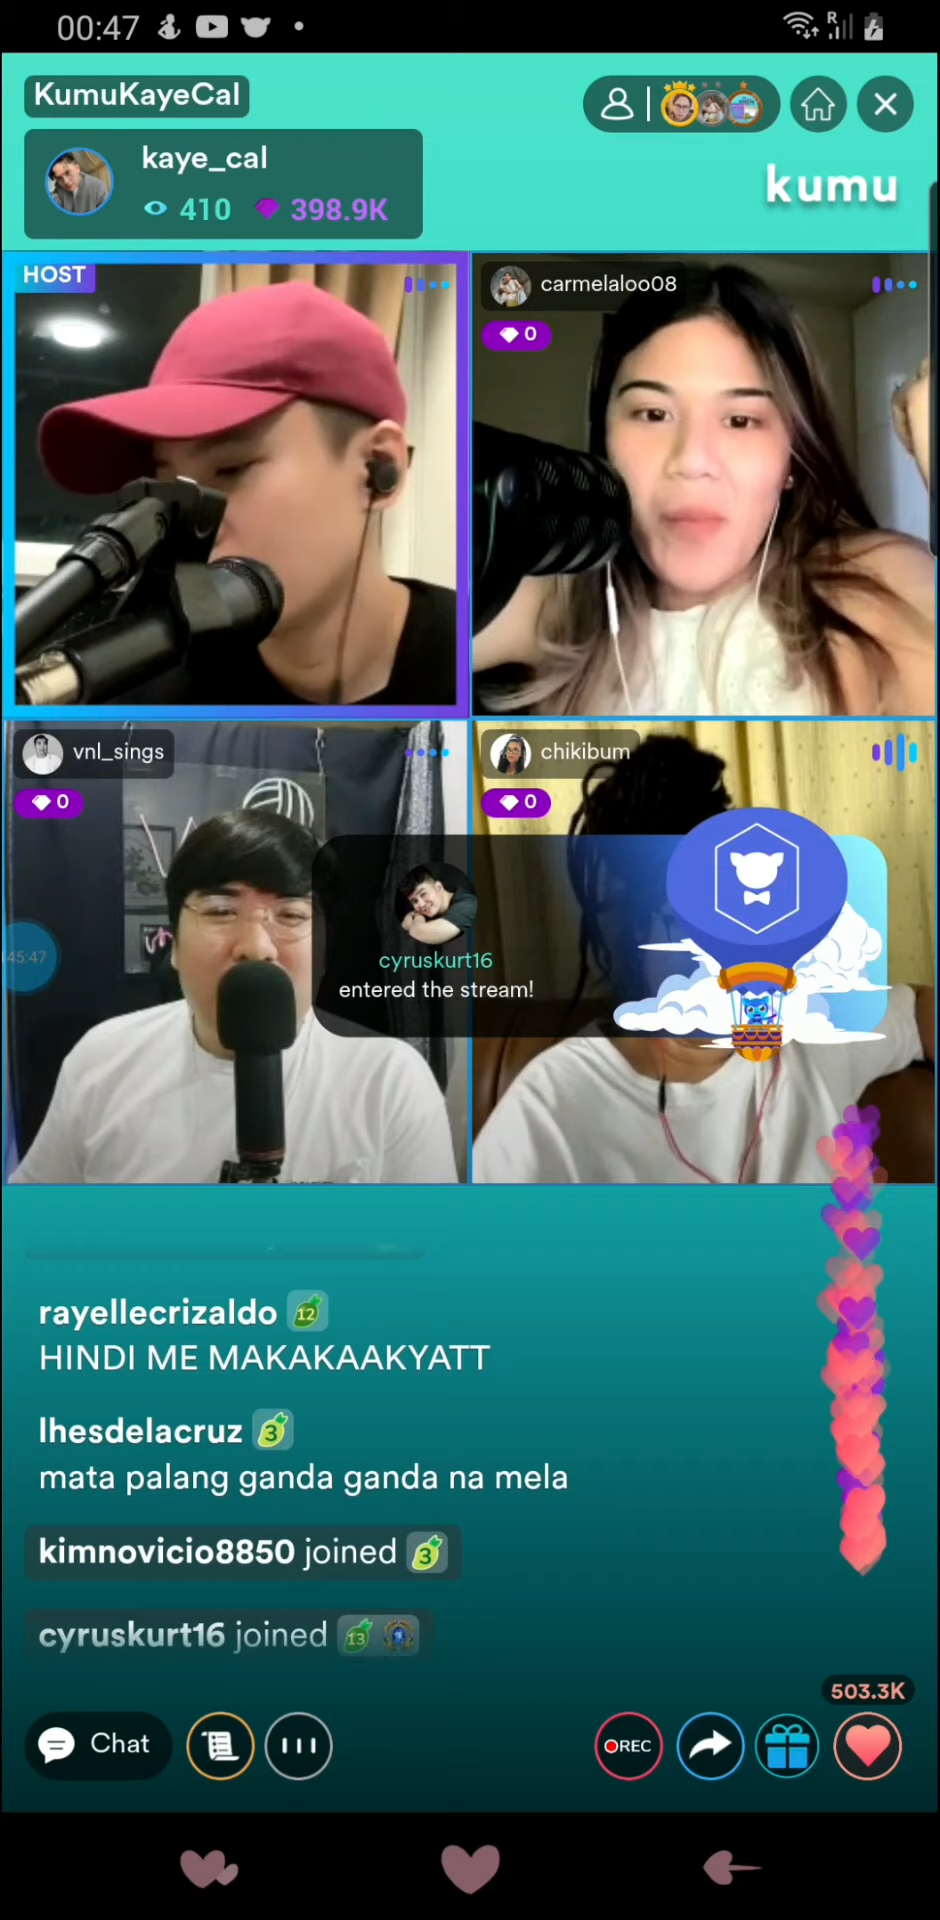 00:47
R
KumuKayeCal
kaye_cal
410 398.9K
kumu
HOST
carmelaloo08
0
vnl_sings
0
chikibum
0
45:47
cyruskurt16
entered the stream!
rayellecrizaldo 12
HINDI ME MAKAKAAKYATT
lhesdelacruz 3
mata palang ganda ganda na mela
kimnovicio8850 joined 3
cyruskurt16 joined 13
503.3K
Chat
REC